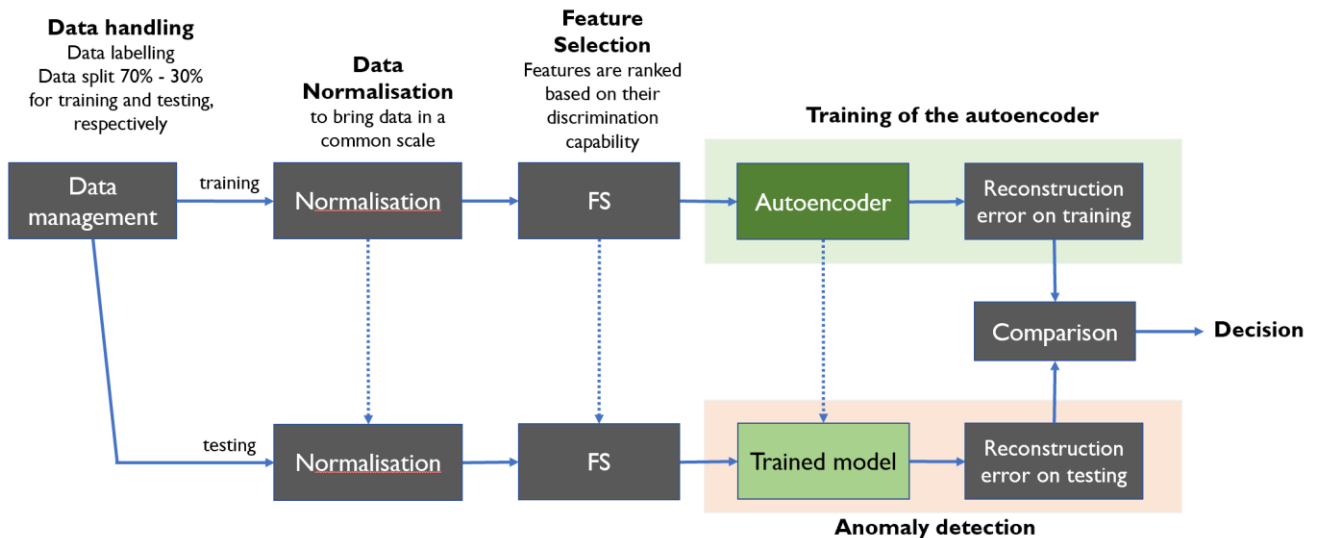 Data handling
Data labelling
Data split 70% - 30%
for training and testing,
respectively
Data
Normalisation
to bring data in a
common scale
Feature
Selection
Features are ranked
based on their
discrimination
capability
Training of the autoencoder
Data
management
training
Normalisation
FS
Autoencoder
Reconstruction
error on training
Comparison
Decision
testing
Normalisation
FS
Trained model
Reconstruction
error on testing
Anomaly detection